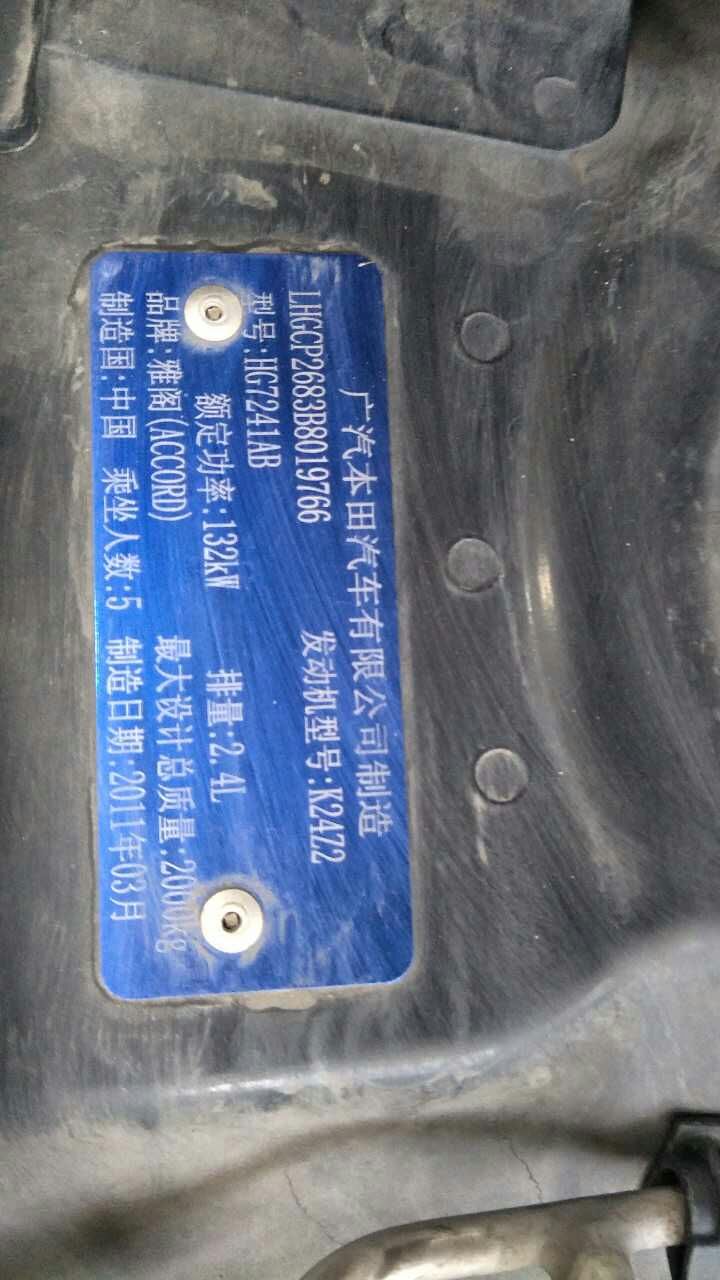 广汽本田汽车有限公司制造
LHGCP2683B8019766 发动机型号:K24Z2
型号:HG7241AB
额定功率:132kW 排量:2.4L
品牌:雅阁(ACCORD) 最大设计总质量:2000kg
制造国:中国 乘坐人数:5 制造日期:2011年03月